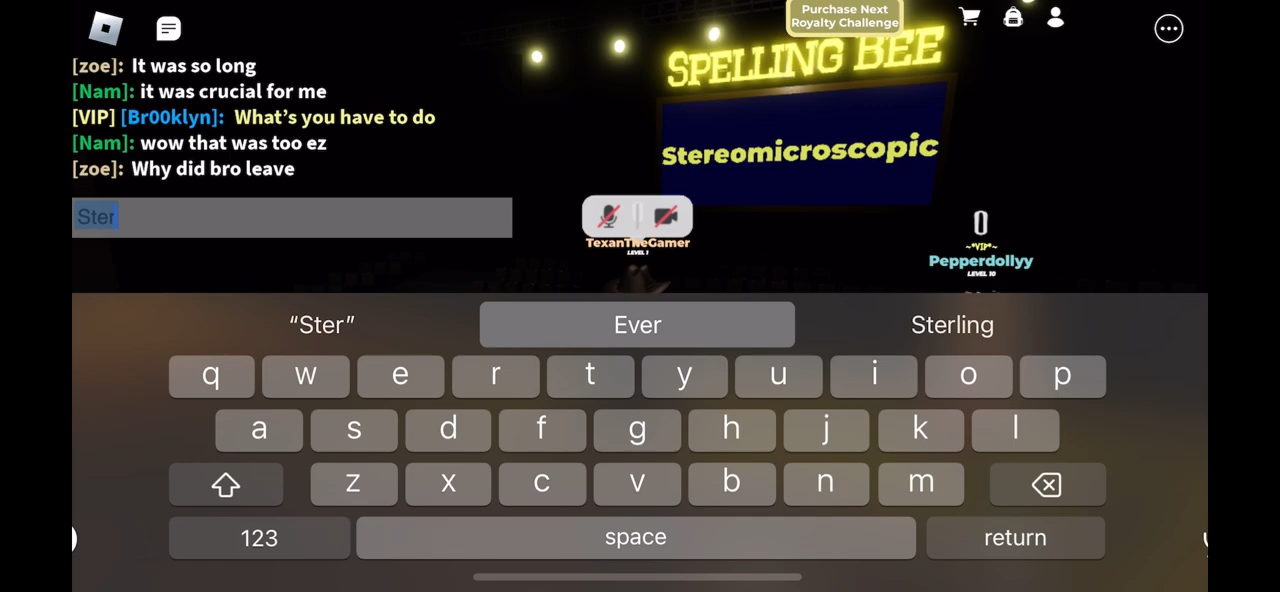 Purchase Next
Royalty Challenge
SPELLING BEE
[zoe]: It was so long
[Nam]: it was crucial for me
[VIP] [Br00klyn]: What's you have to do
[Nam]: wow that was too ez
[zoe]: Why did bro leave
Stereomicroscopic
Ster
0
TexanTheGamer
LEVEL 1
~*VIP*~
Pepperdollyy
LEVEL 10
“Ster” Ever Sterling
q w e r t y u i o p
a s d f g h j k l
z x c v b n m
123 space return